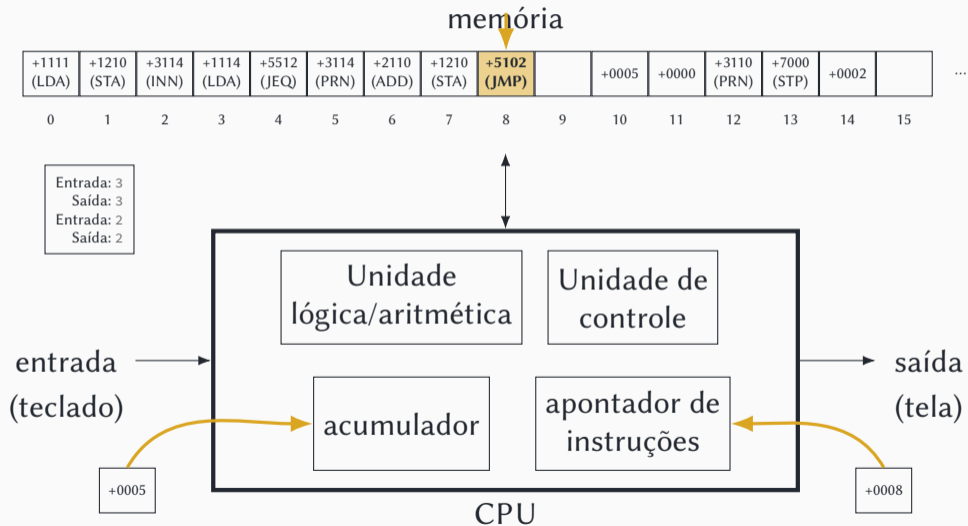 memória
+1111 +1210 +3114 +1114 +5512 +3114 +2110 +1210 +5102 +0005 +0000 +3110 +7000 +0002 ...
(LDA) (STA) (INN) (LDA) (JEQ) (PRN) (ADD) (STA) (JMP) (PRN) (STP)
0 1 2 3 4 5 6 7 8 9 10 11 12 13 14 15
Entrada: 3
Saída: 3
Entrada: 2
Saída: 2
Unidade
lógica/aritmética
Unidade de
controle
entrada
(teclado)
saída
(tela)
acumulador
apontador de
instruções
+0005
+0008
CPU